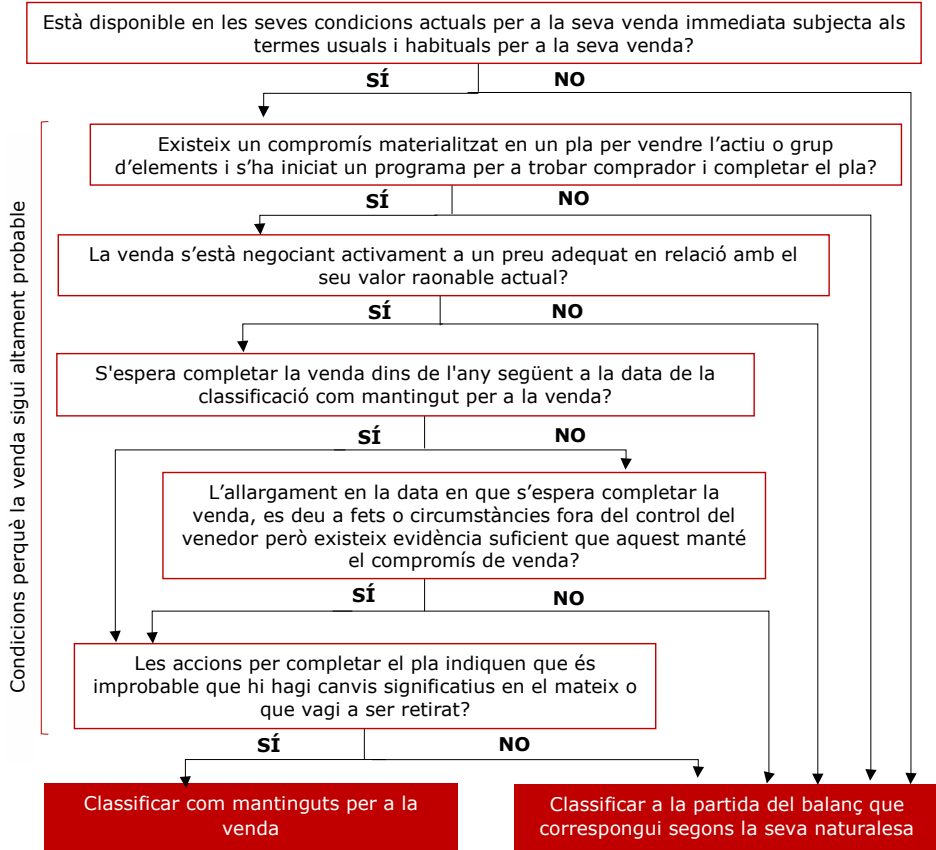 Està disponible en les seves condicions actuals per a la seva venda immediata subjecta als
termes usuals i habituals per a la seva venda?
SÍ
NO
Condicions perquè la venda sigui altament probable
Existeix un compromís materialitzat en un pla per vendre l’actiu o grup
d’elements i s’ha iniciat un programa per a trobar comprador i completar el pla?
SÍ
NO
La venda s’està negociant activament a un preu adequat en relació amb el
seu valor raonable actual?
SÍ
NO
S'espera completar la venda dins de l'any següent a la data de la
classificació com mantingut per a la venda?
SÍ
NO
L’allargament en la data en que s’espera completar la
venda, es deu a fets o circumstàncies fora del control del
venedor però existeix evidència suficient que aquest manté
el compromís de venda?
SÍ
NO
Les accions per completar el pla indiquen que és
improbable que hi hagi canvis significatius en el mateix o
que vagi a ser retirat?
SÍ
NO
Classificar com mantinguts per a la
venda
Classificar a la partida del balanç que
correspongui segons la seva naturalesa